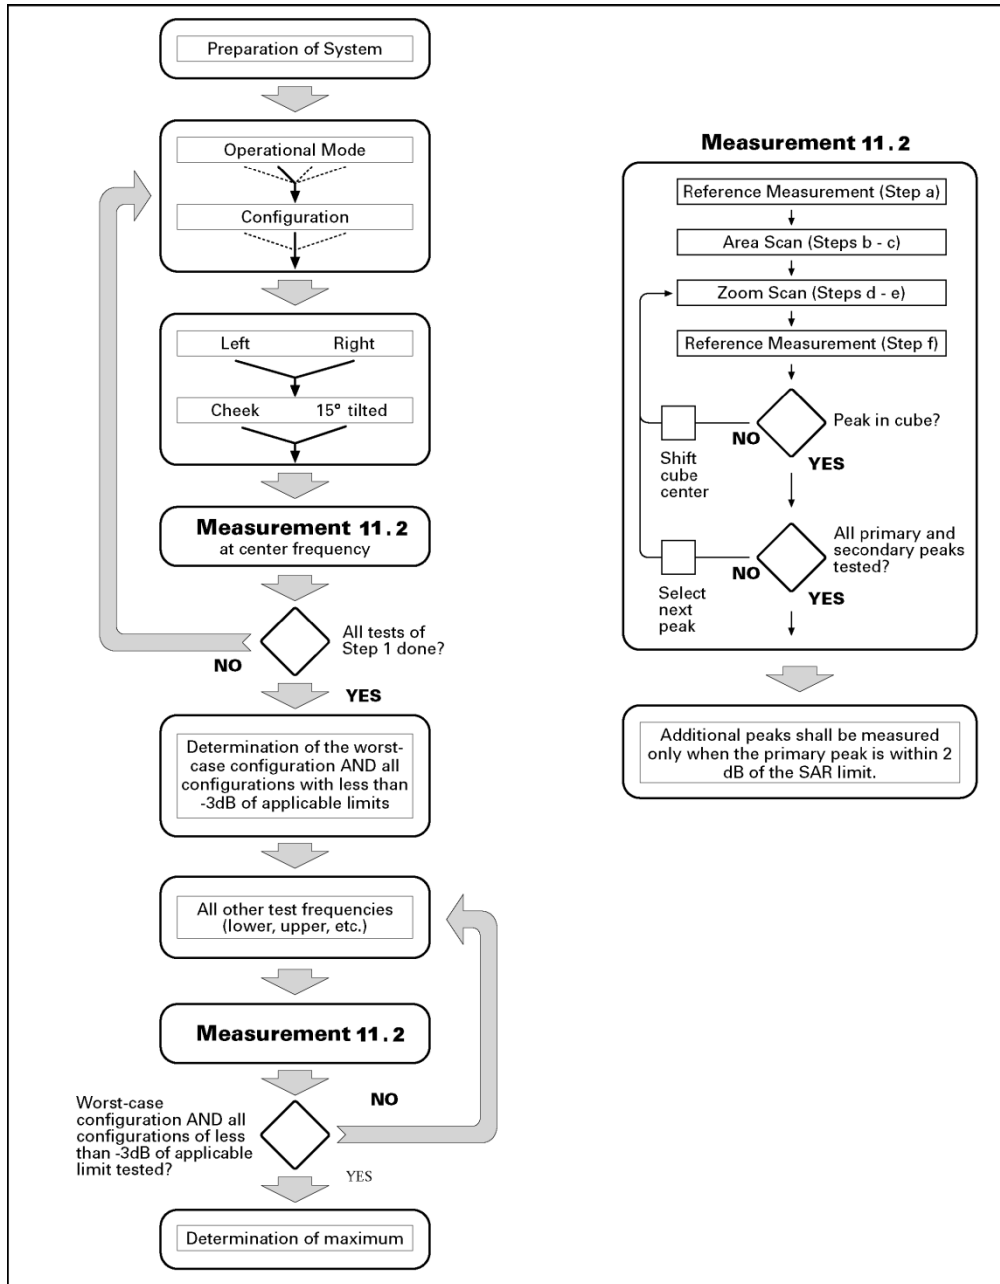 Preparation of System
Operational Mode
Configuration
Left Right
Cheek 15° tilted
Measurement 11.2
at center frequency
All tests of
Step 1 done?
NO
YES
Determination of the worst-
case configuration AND all
configurations with less than
-3dB of applicable limits
All other test frequencies
(lower, upper, etc.)
Measurement 11.2
NO
Worst-case
configuration AND all
configurations of less
than -3dB of applicable
limit tested?
YES
Determination of maximum
Measurement 11.2
Reference Measurement (Step a)
Area Scan (Steps b - c)
Zoom Scan (Steps d - e)
Reference Measurement (Step f)
Peak in cube?
NO
YES
Shift
cube
center
All primary and
secondary peaks
tested?
NO
YES
Select
next
peak
Additional peaks shall be measured
only when the primary peak is within 2
dB of the SAR limit.